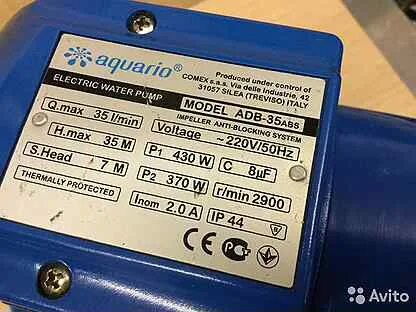 aquario®
Produced under control of
COMEX s.a.s. Via delle Industrie, 42
31057 SILEA (TREVISO) ITALY
ELECTRIC WATER PUMP
MODEL ADB-35ABS
IMPELLER ANTI-BLOCKING SYSTEM
Q.max 35 l/min
Voltage ~220V/50Hz
H.max 35 M
P1 430 W
C 8µF
S.Head 7 M
P2 370 W
r/min 2900
THERMALLY PROTECTED
Inom 2.0 A
IP 44
CE
Avito